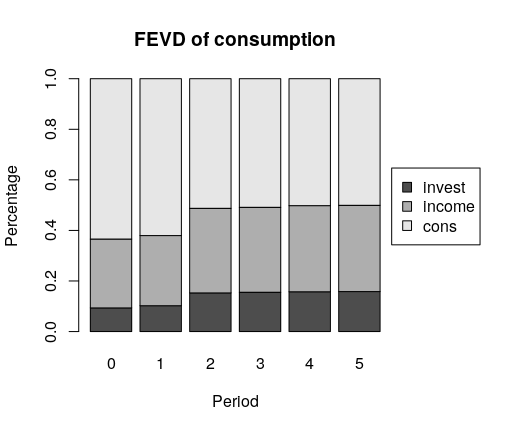 FEVD of consumption
Percentage
1.0
0.8
0.6
0.4
0.2
0.0
invest
income
cons
0 1 2 3 4 5
Period